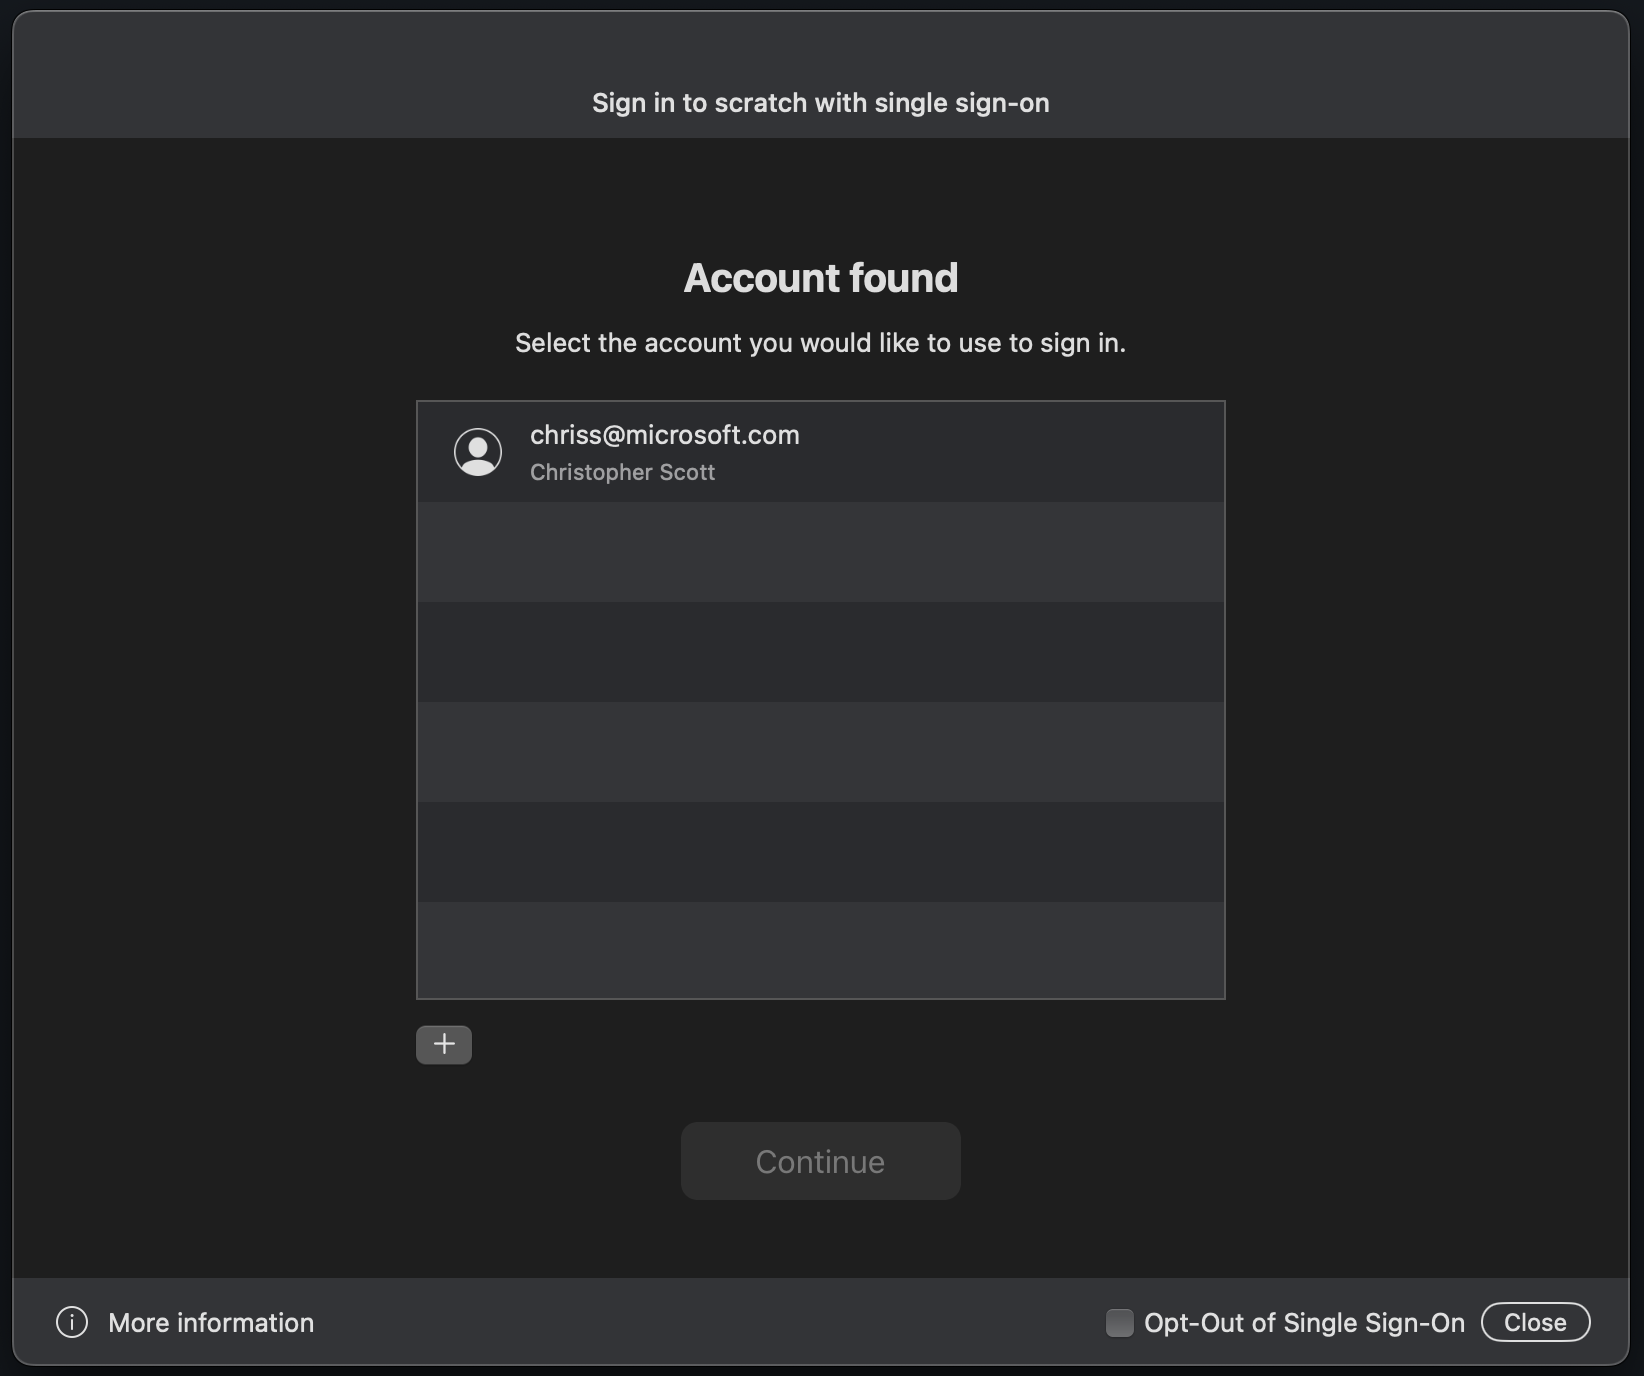 Sign in to scratch with single sign-on
Account found
Select the account you would like to use to sign in.
chriss@microsoft.com
Christopher Scott
+
Continue
More information
Opt-Out of Single Sign-On
Close